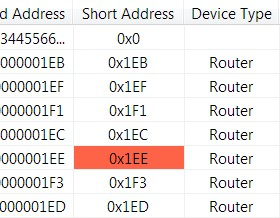 d Address Short Address Device Type
3445566... 0x0
0000001EB 0x1EB Router
0000001EF 0x1EF Router
0000001F1 0x1F1 Router
0000001EC 0x1EC Router
0000001EE 0x1EE Router
0000001F3 0x1F3 Router
0000001ED 0x1ED Router